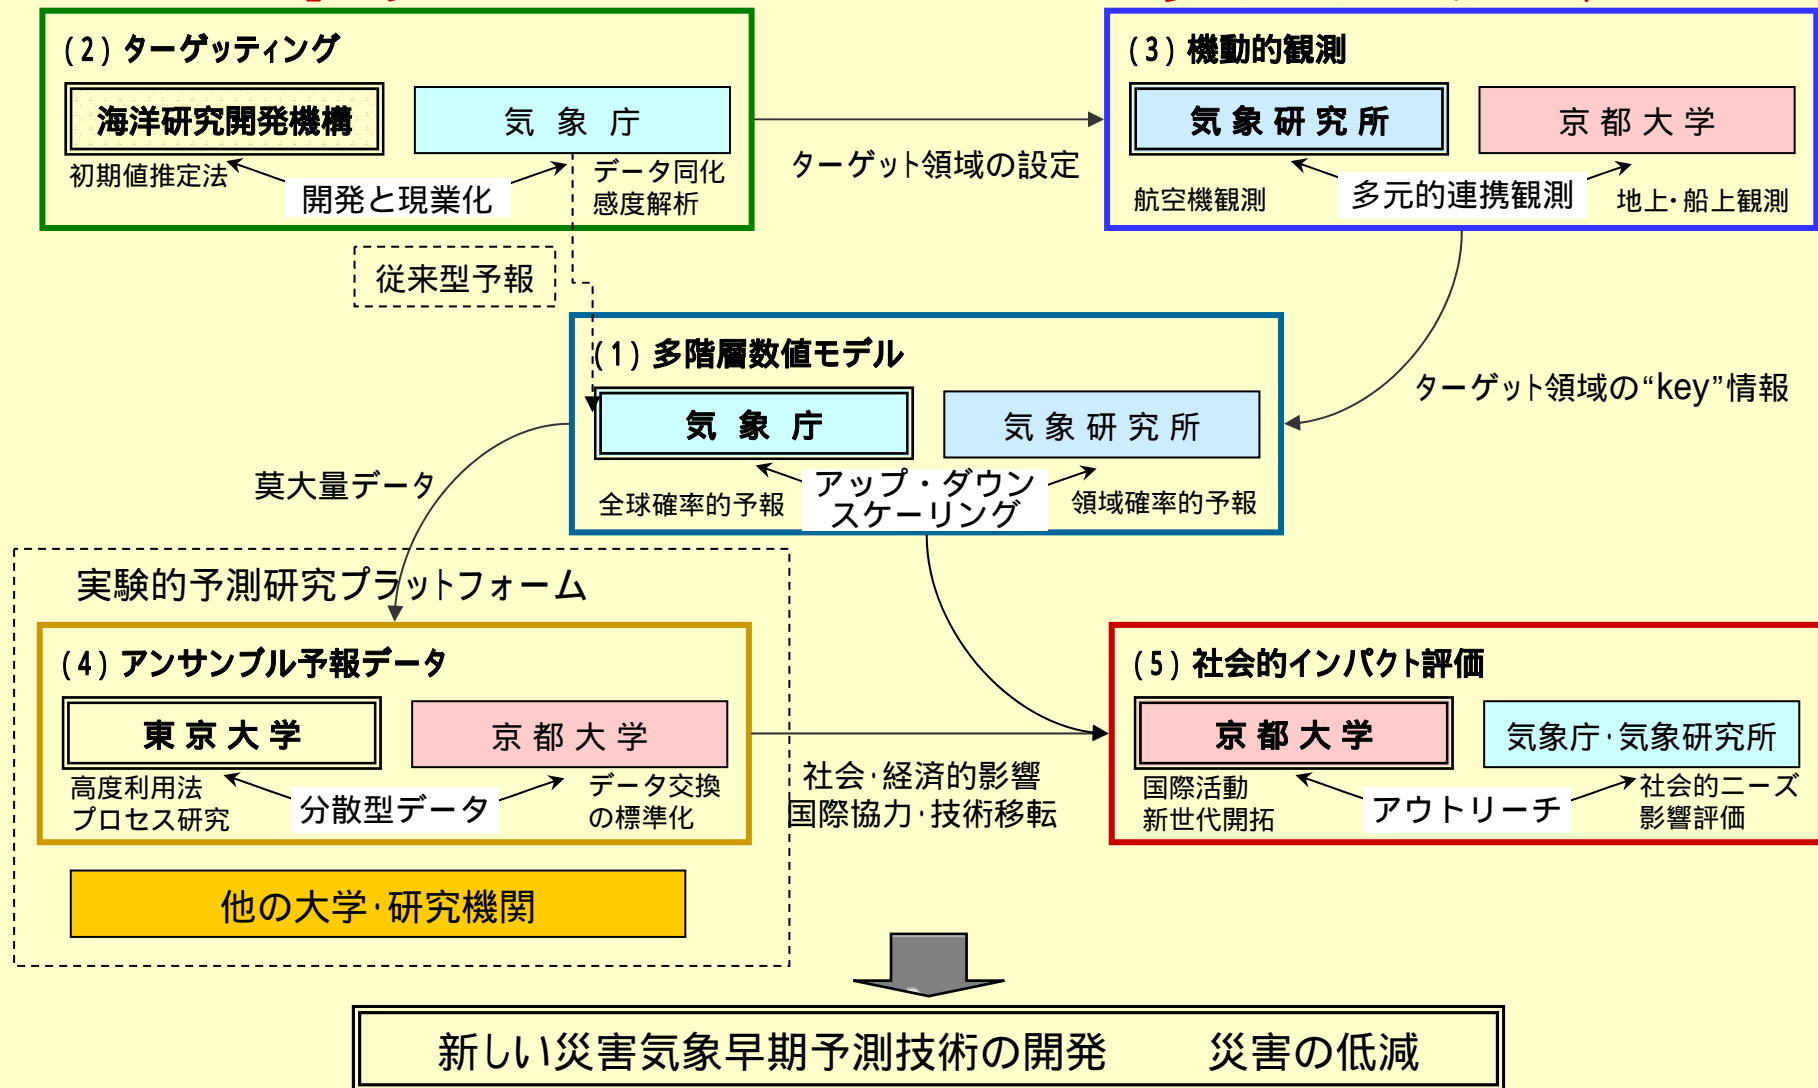 (2) ターゲッティング
海洋研究開発機構
気象庁
初期値推定法
開発と現業化
データ同化
感度解析
ターゲット領域の設定
(3) 機動的観測
気象研究所
京都大学
航空機観測
多元的連携観測
地上・船上観測
従来型予報
(1) 多階層数値モデル
気象庁
気象研究所
全球確率的予報
アップ・ダウン
スケーリング
領域確率的予報
ターゲット領域の“key”情報
莫大量データ
実験的予測研究プラットフォーム
(4) アンサンブル予報データ
東京大学
京都大学
高度利用法
プロセス研究
分散型データ
データ交換
の標準化
他の大学・研究機関
社会・経済的影響
国際協力・技術移転
(5) 社会的インパクト評価
京都大学
気象庁・気象研究所
国際活動
新世代開拓
アウトリーチ
社会的ニーズ
影響評価
新しい災害気象早期予測技術の開発　　災害の低減